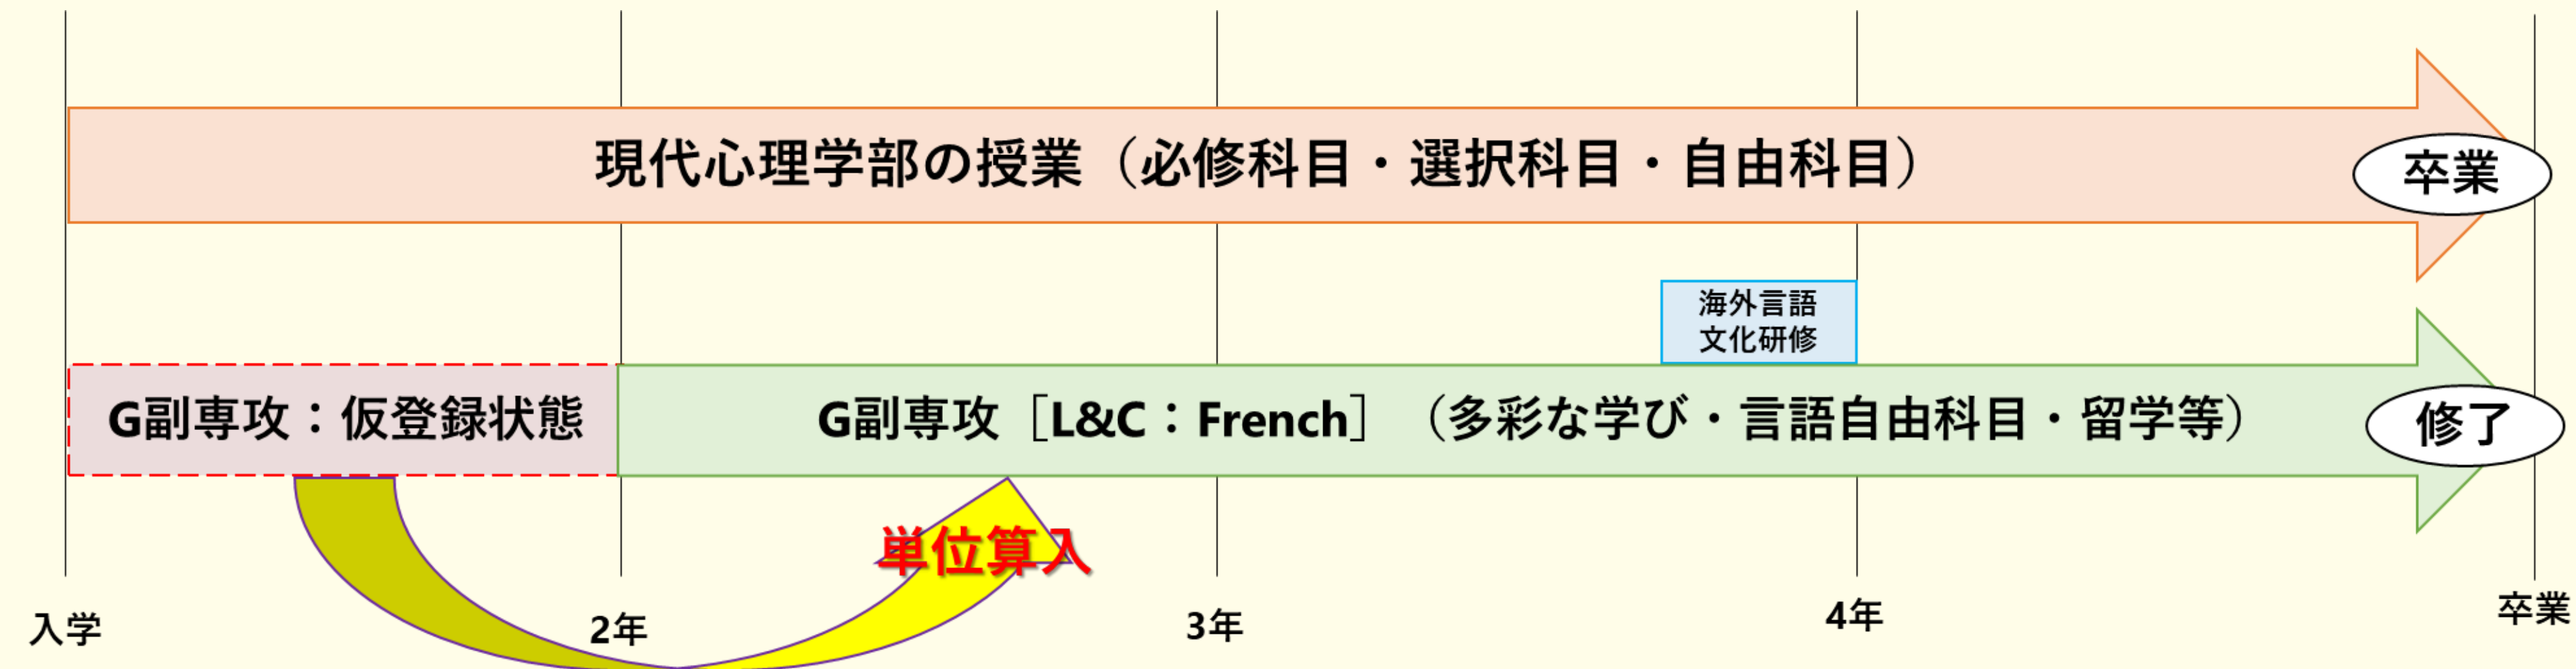 現代心理学部の授業（必修科目・選択科目・自由科目）
卒業
海外言語
文化研修
G副専攻：仮登録状態
G副専攻［L&C：French］（多彩な学び・言語自由科目・留学等）
修了
単位算入
入学
2年
3年
4年
卒業